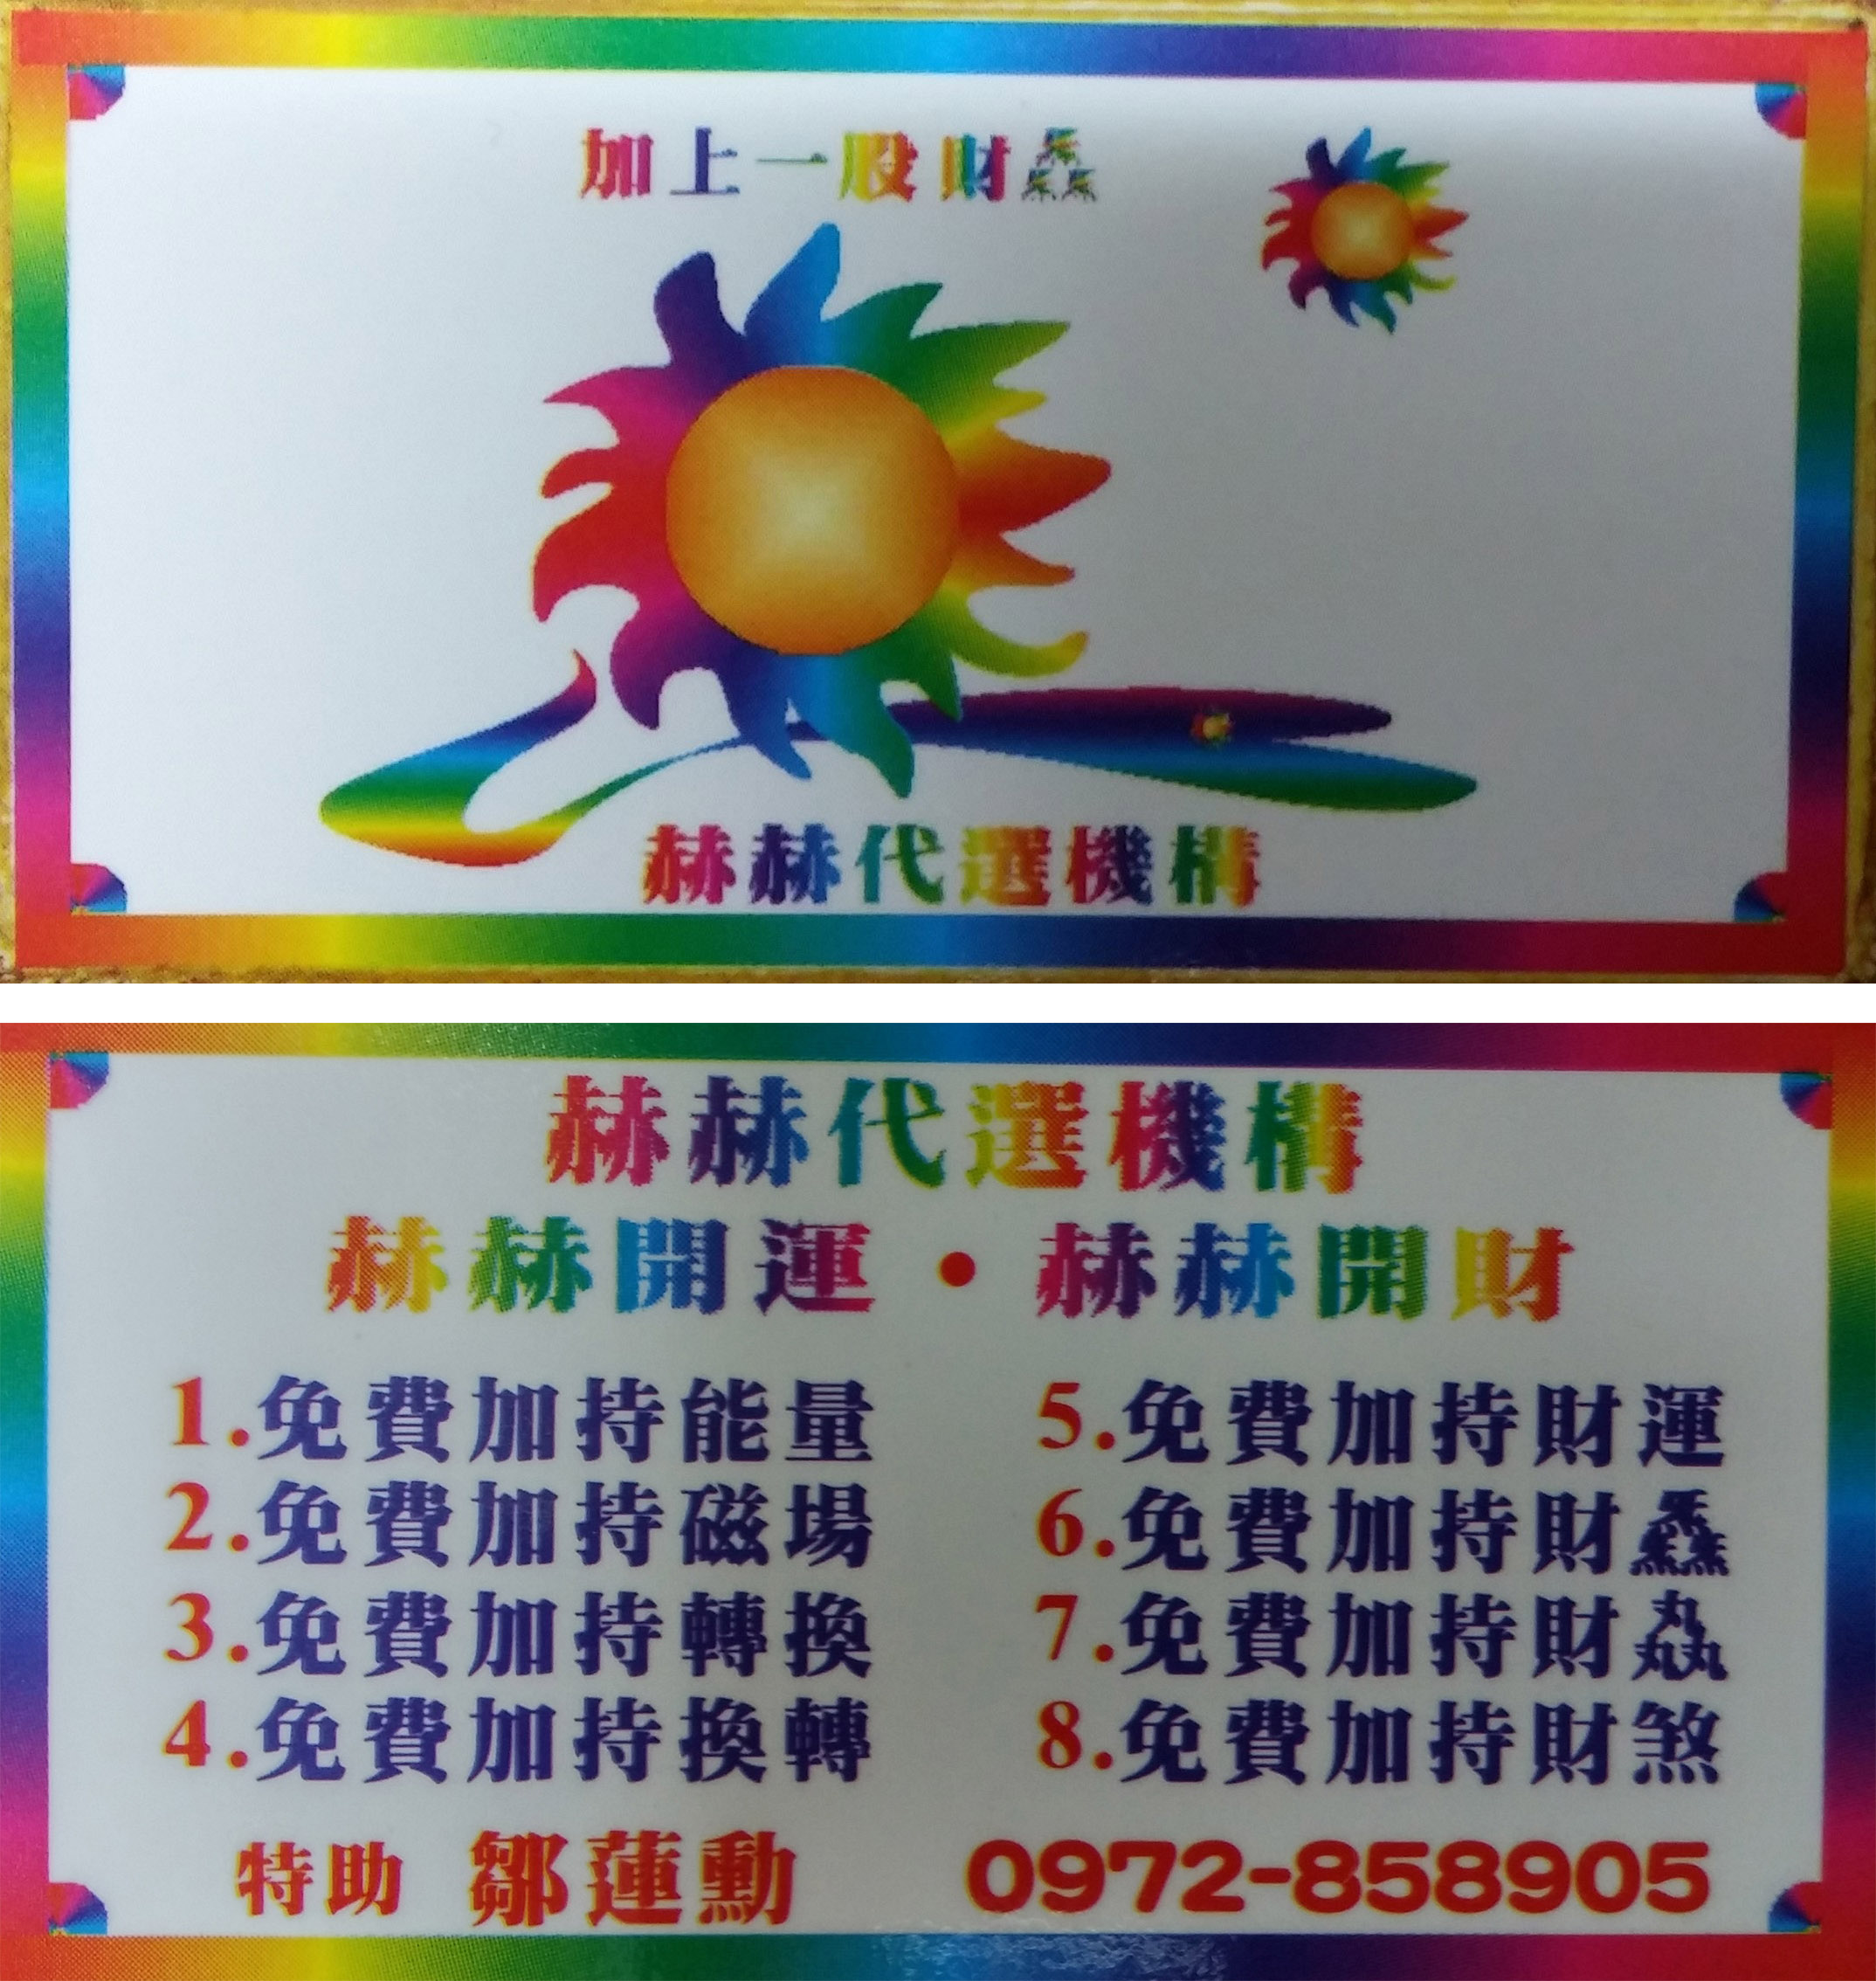 加上一股財
赫赫代選機構
赫赫代選機構
赫赫開運・赫赫開財
1.免費加持能量
2.免費加持磁場
3.免費加持轉換
4.免費加持換轉
5.免費加持財運
6.免費加持財
7.免費加持財
8.免費加持財煞
特助 鄒蓮勳 0972-858905